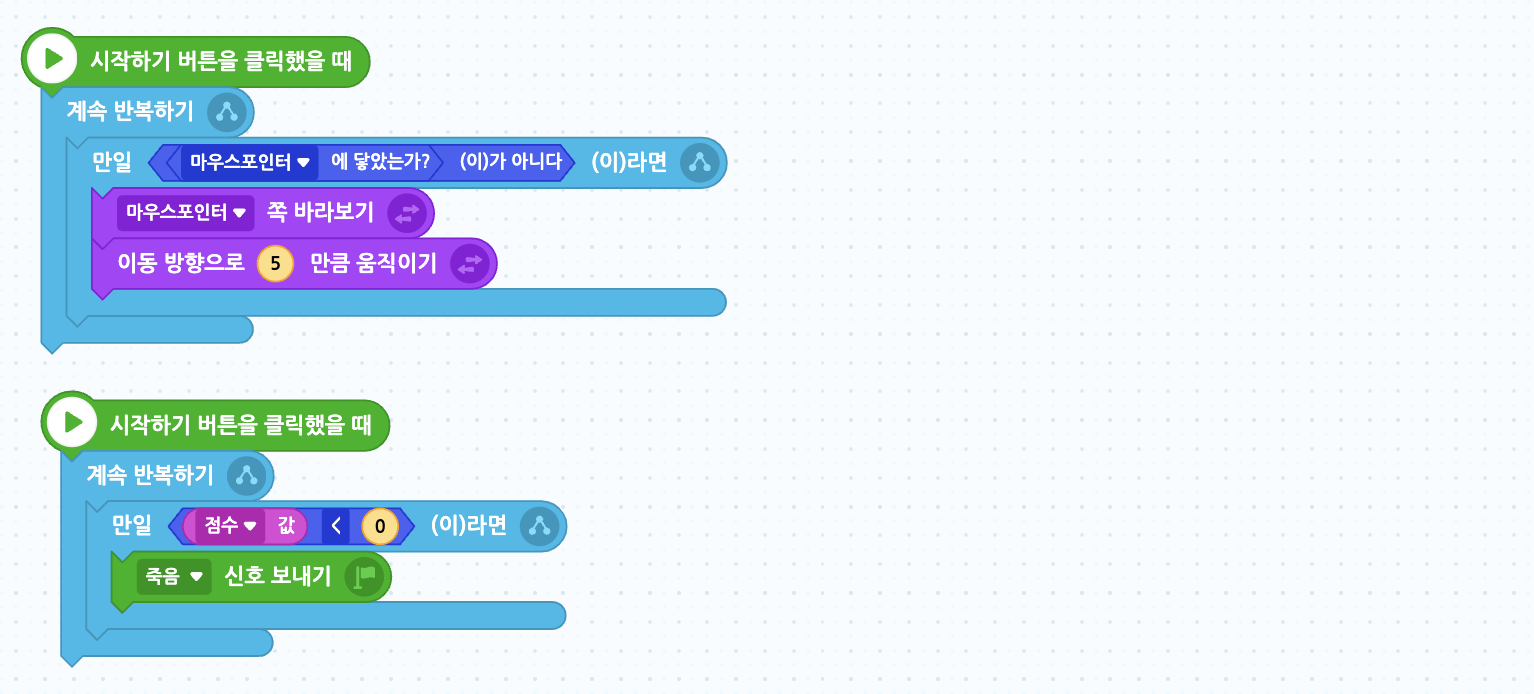 시작하기 버튼을 클릭했을 때
계속 반복하기
만일 마우스포인터 에 닿았는가? (이)가 아니다 (이)라면
마우스포인터 쪽 바라보기
이동 방향으로 5 만큼 움직이기
시작하기 버튼을 클릭했을 때
계속 반복하기
만일 점수 값 < 0 (이)라면
죽음 신호 보내기